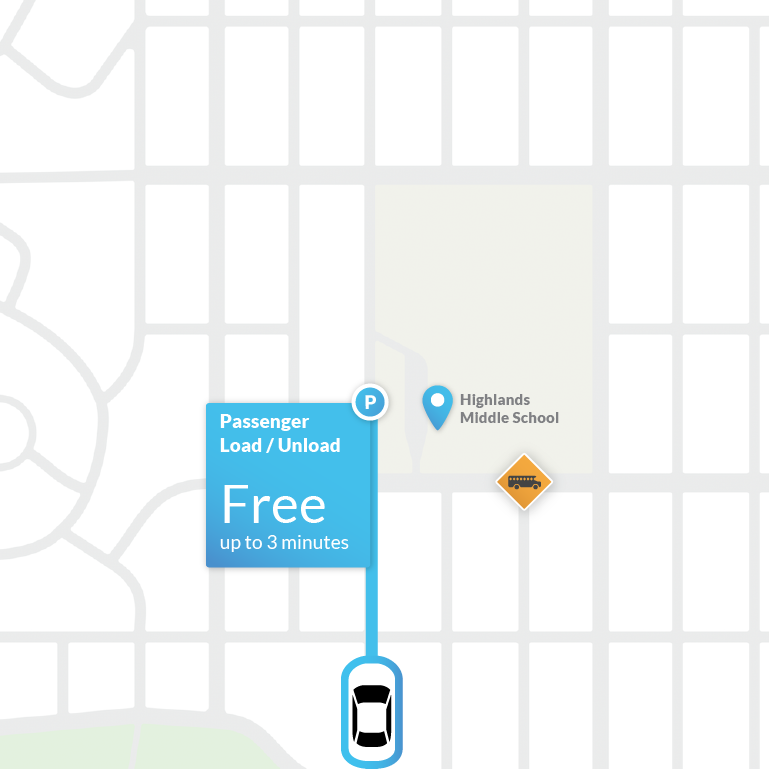 P
Highlands
Middle School
Passenger
Load / Unload
Free
up to 3 minutes